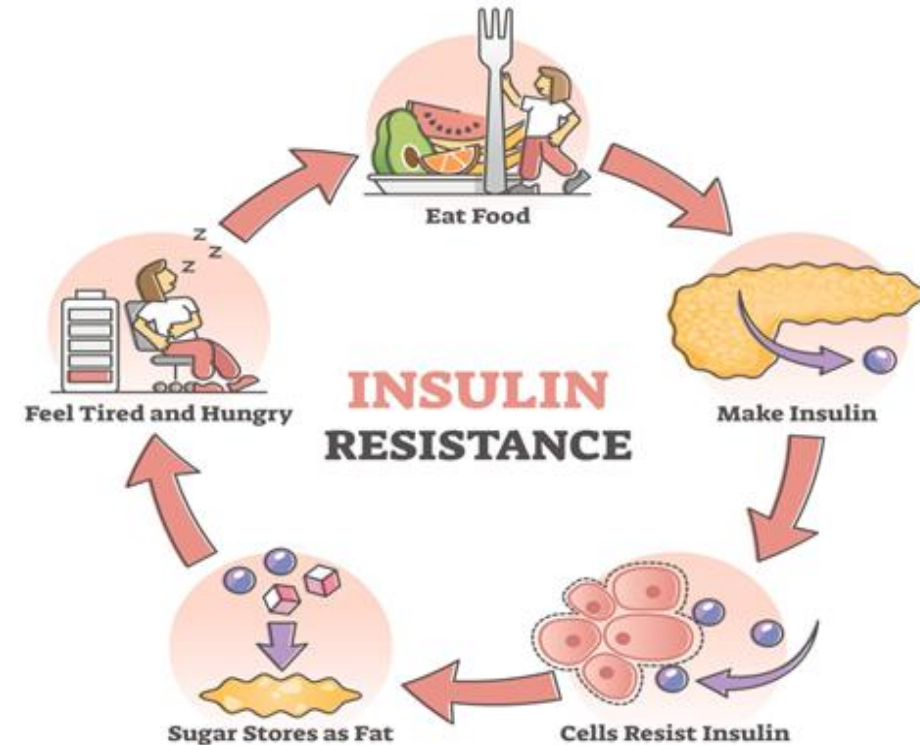 Eat Food
Make Insulin
Cells Resist Insulin
Sugar Stores as Fat
Feel Tired and Hungry
z
z
z
INSULIN
RESISTANCE